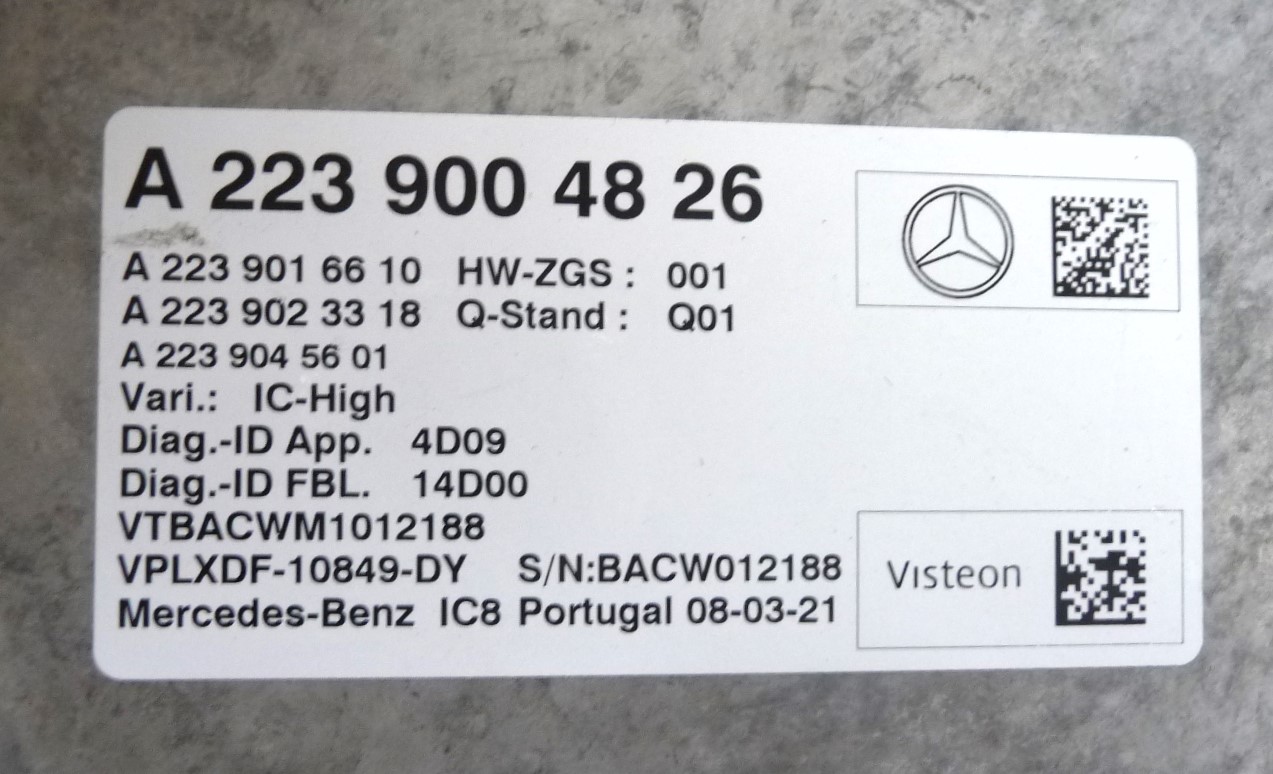 A 223 900 48 26
A 223 901 66 10 HW-ZGS : 001
A 223 902 33 18 Q-Stand : Q01
A 223 904 56 01
Vari.: IC-High
Diag.-ID App. 4D09
Diag.-ID FBL. 14D00
VTBACWM1012188
VPLXDF-10849-DY S/N:BACW012188
Mercedes-Benz IC8 Portugal 08-03-21
Visteon